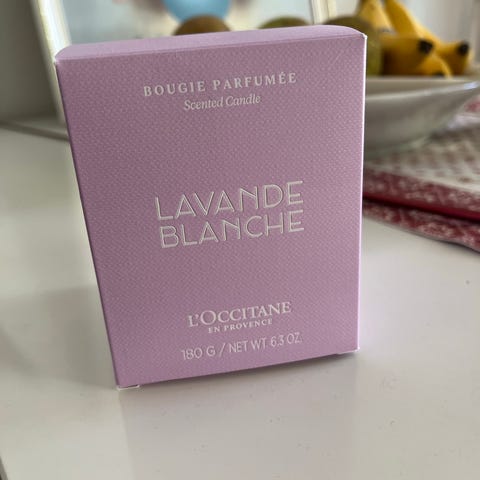 BOUGIE PARFUMÉE
Scented Candle
LAVANDE
BLANCHE
L'OCCITANE
EN PROVENCE
180 G / NET WT. 6.3 OZ.